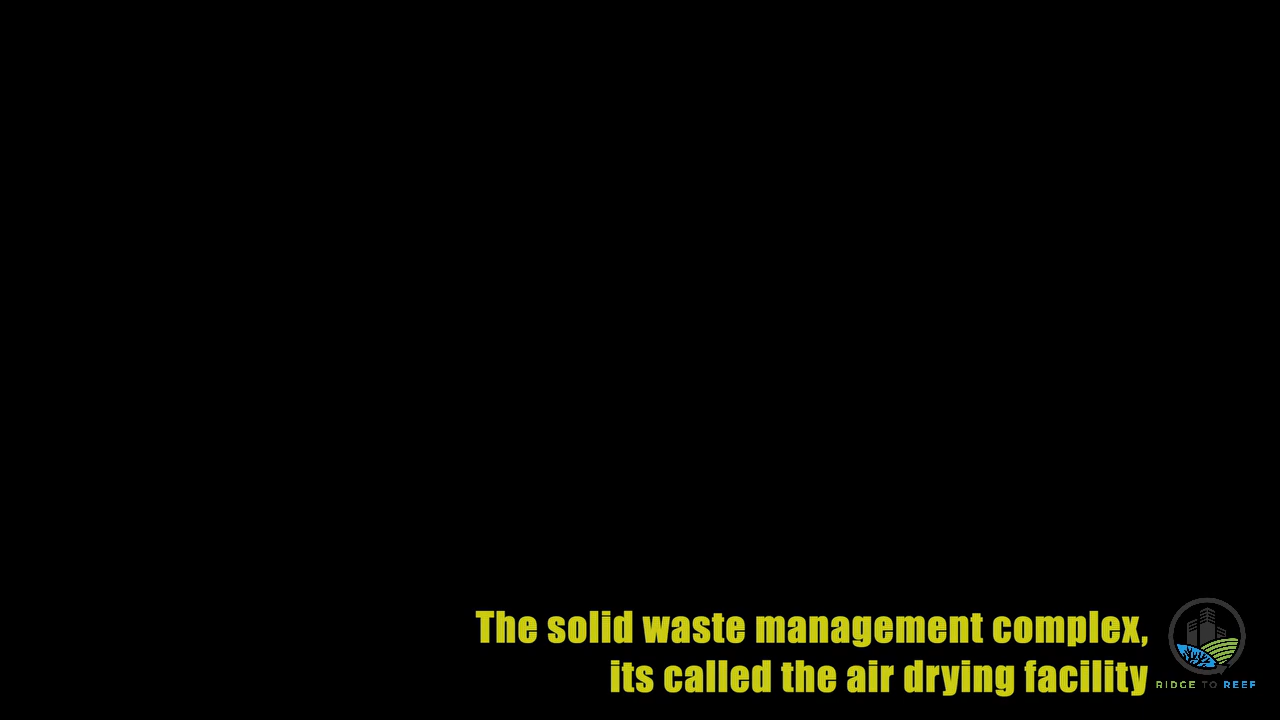 The solid waste management complex,
its called the air drying facility
RIDGE TO REEF